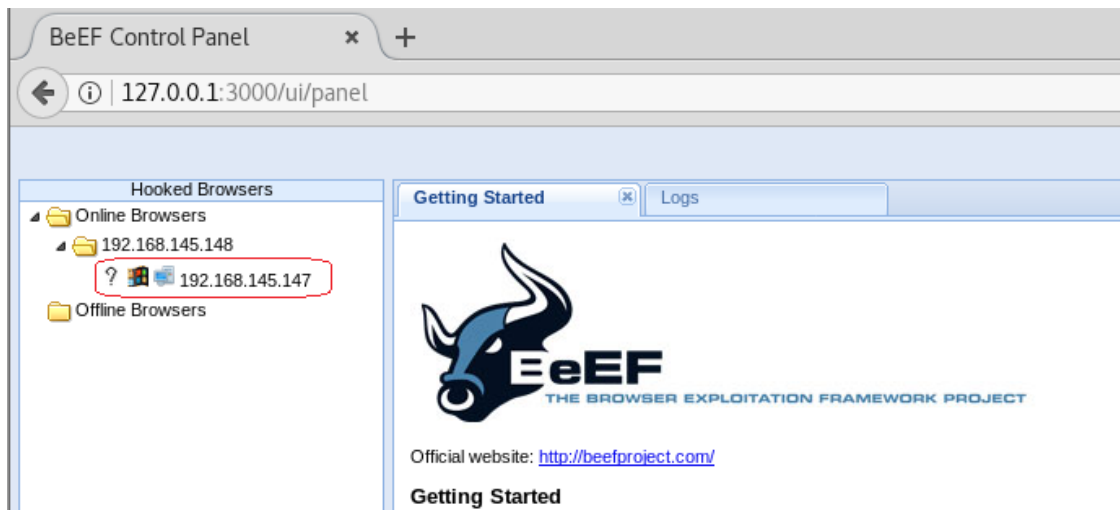 BeEF Control Panel
127.0.0.1:3000/ui/panel
Hooked Browsers
Online Browsers
192.168.145.148
? 192.168.145.147
Offline Browsers
Getting Started
Logs
BeEF
THE BROWSER EXPLOITATION FRAMEWORK PROJECT
Official website: http://beefproject.com/
Getting Started